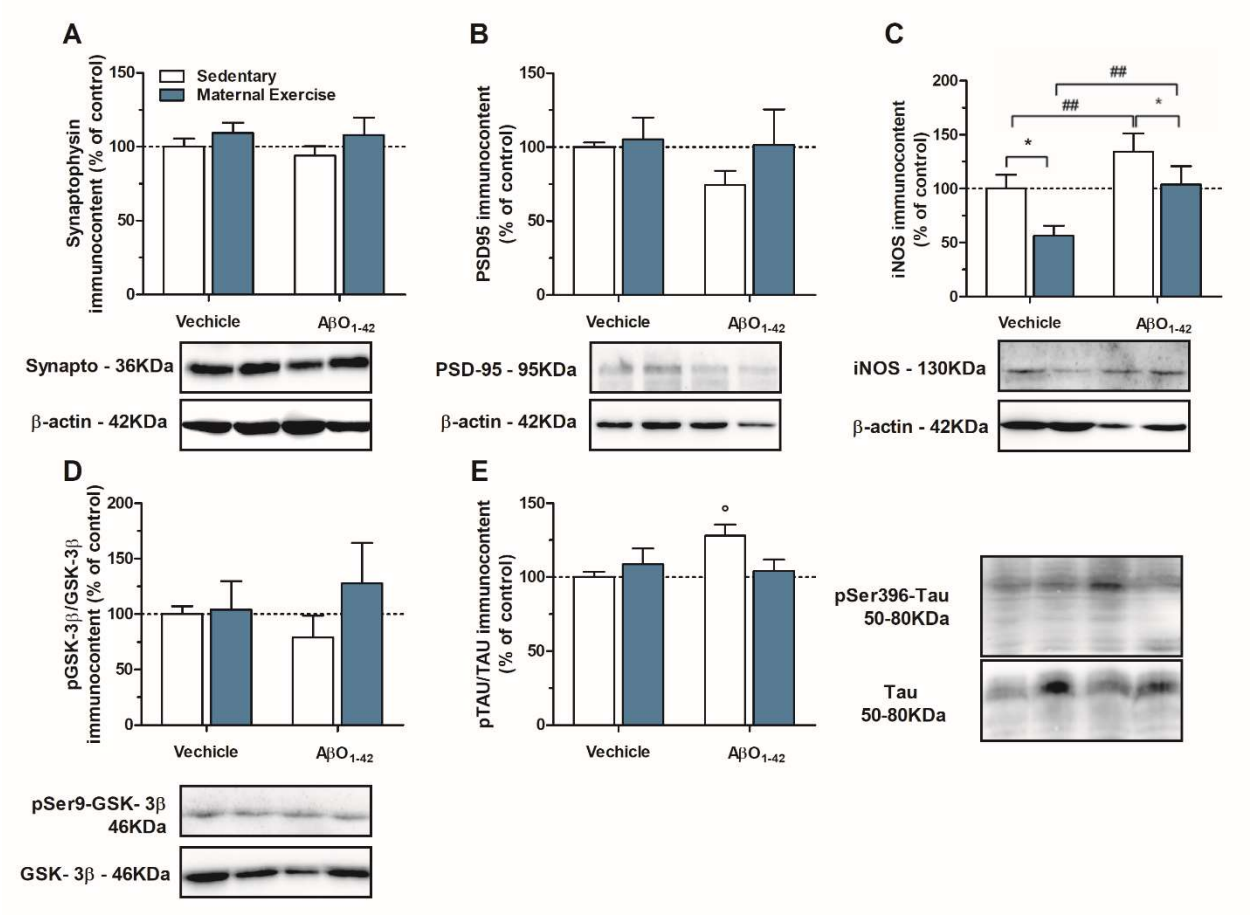 A
Synaptophysin
immunocontent (% of control)
150
100
50
0
Sedentary
Maternal Exercise
Vechicle
AβO1-42
Synapto - 36KDa
β-actin - 42KDa
B
PSD95 immunocontent
(% of control)
150
100
50
0
Vechicle
AβO1-42
PSD-95 - 95KDa
β-actin - 42KDa
C
iNOS immunocontent
(% of control)
200
150
100
50
0
*
##
##
*
Vechicle
AβO1-42
iNOS - 130KDa
β-actin - 42KDa
D
pGSK-3β/GSK-3β
immunocontent (% of control)
200
150
100
50
0
Vechicle
AβO1-42
pSer9-GSK- 3β
46KDa
GSK- 3β - 46KDa
E
pTAU/TAU immunocontent
(% of control)
150
100
50
0
°
Vechicle
AβO1-42
pSer396-Tau
50-80KDa
Tau
50-80KDa